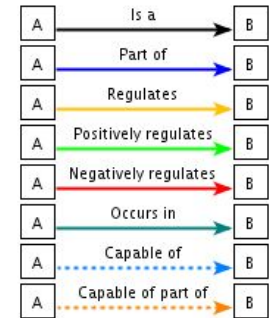 A Is a B
A Part of B
A Regulates B
A Positively regulates B
A Negatively regulates B
A Occurs in B
A Capable of B
A Capable of part of B